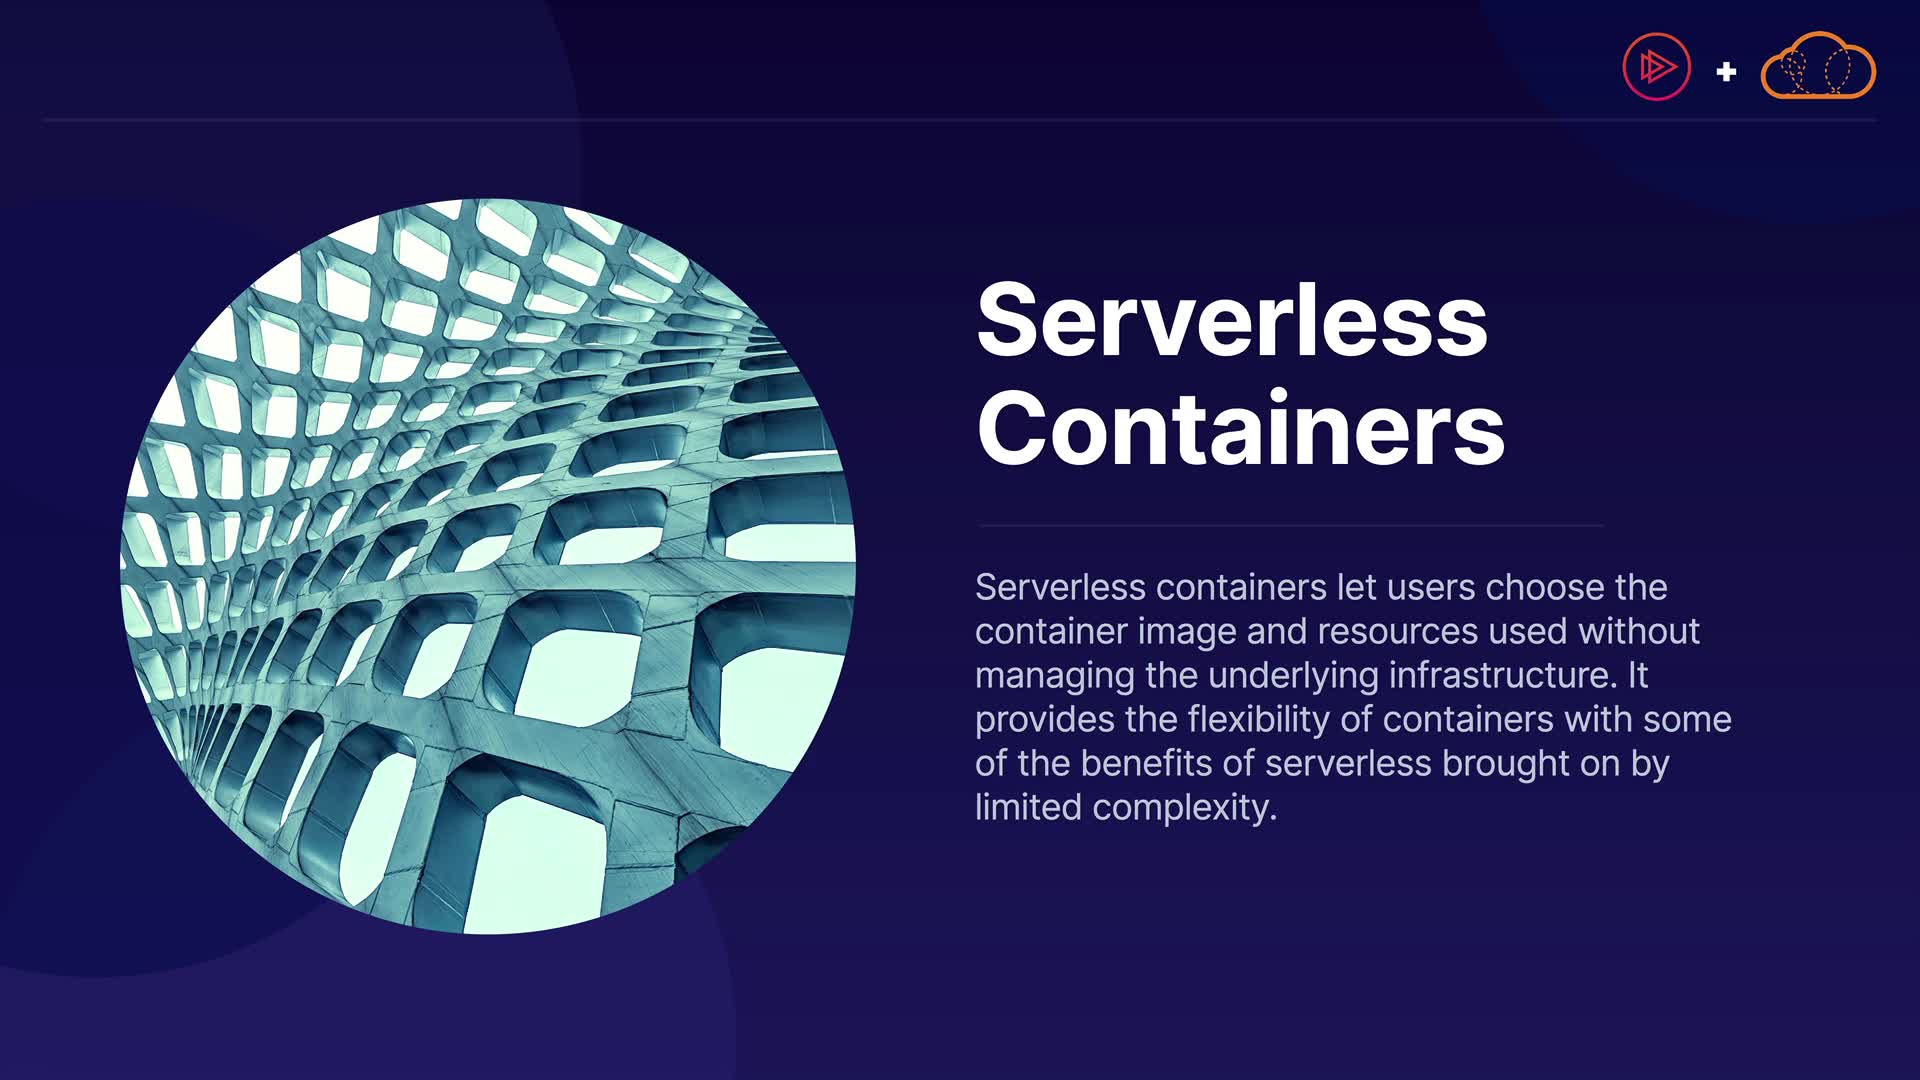 Serverless
Containers
Serverless containers let users choose the
container image and resources used without
managing the underlying infrastructure. It
provides the flexibility of containers with some
of the benefits of serverless brought on by
limited complexity.